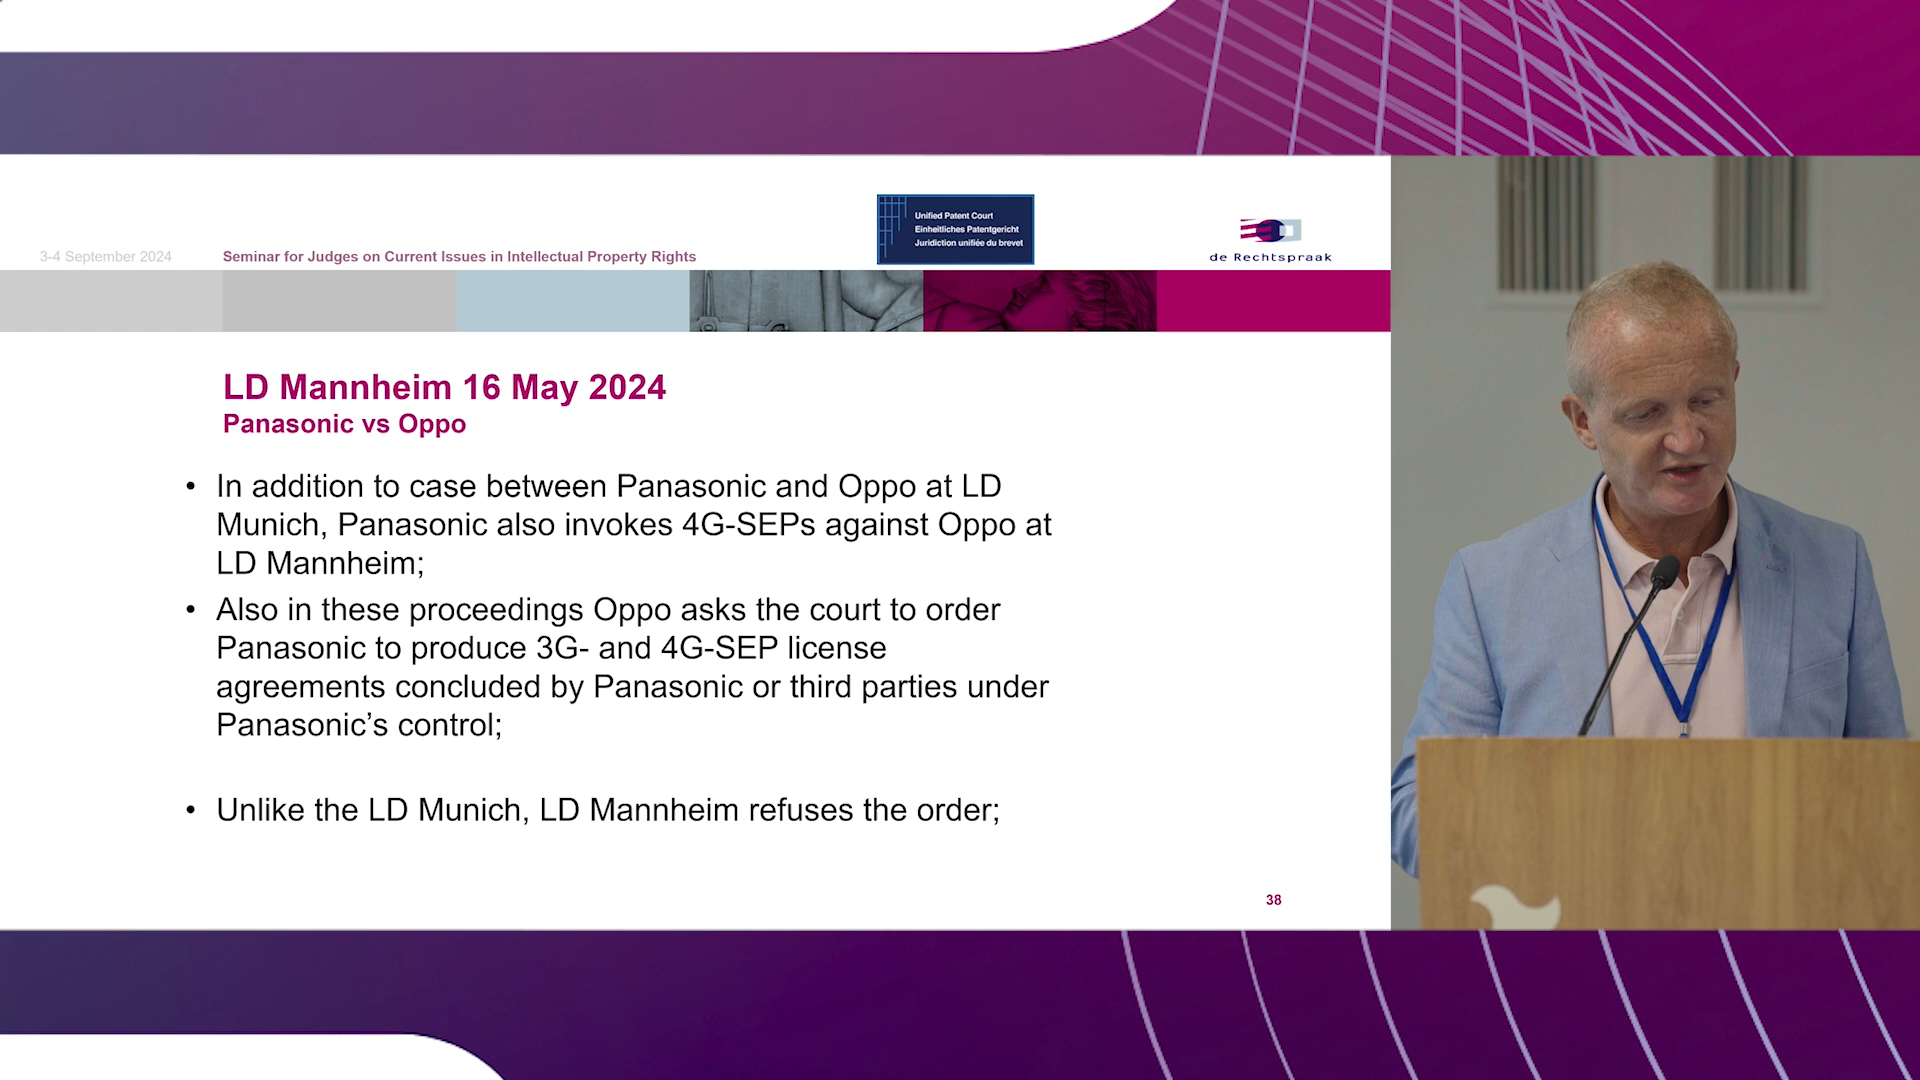 3-4 September 2024
Seminar for Judges on Current Issues in Intellectual Property Rights
Unified Patent Court
Einheitliches Patentgericht
Juridiction unifiée du brevet
de Rechtspraak
LD Mannheim 16 May 2024
Panasonic vs Oppo
• In addition to case between Panasonic and Oppo at LD
Munich, Panasonic also invokes 4G-SEPs against Oppo at
LD Mannheim;
• Also in these proceedings Oppo asks the court to order
Panasonic to produce 3G- and 4G-SEP license
agreements concluded by Panasonic or third parties under
Panasonic’s control;
• Unlike the LD Munich, LD Mannheim refuses the order;
38